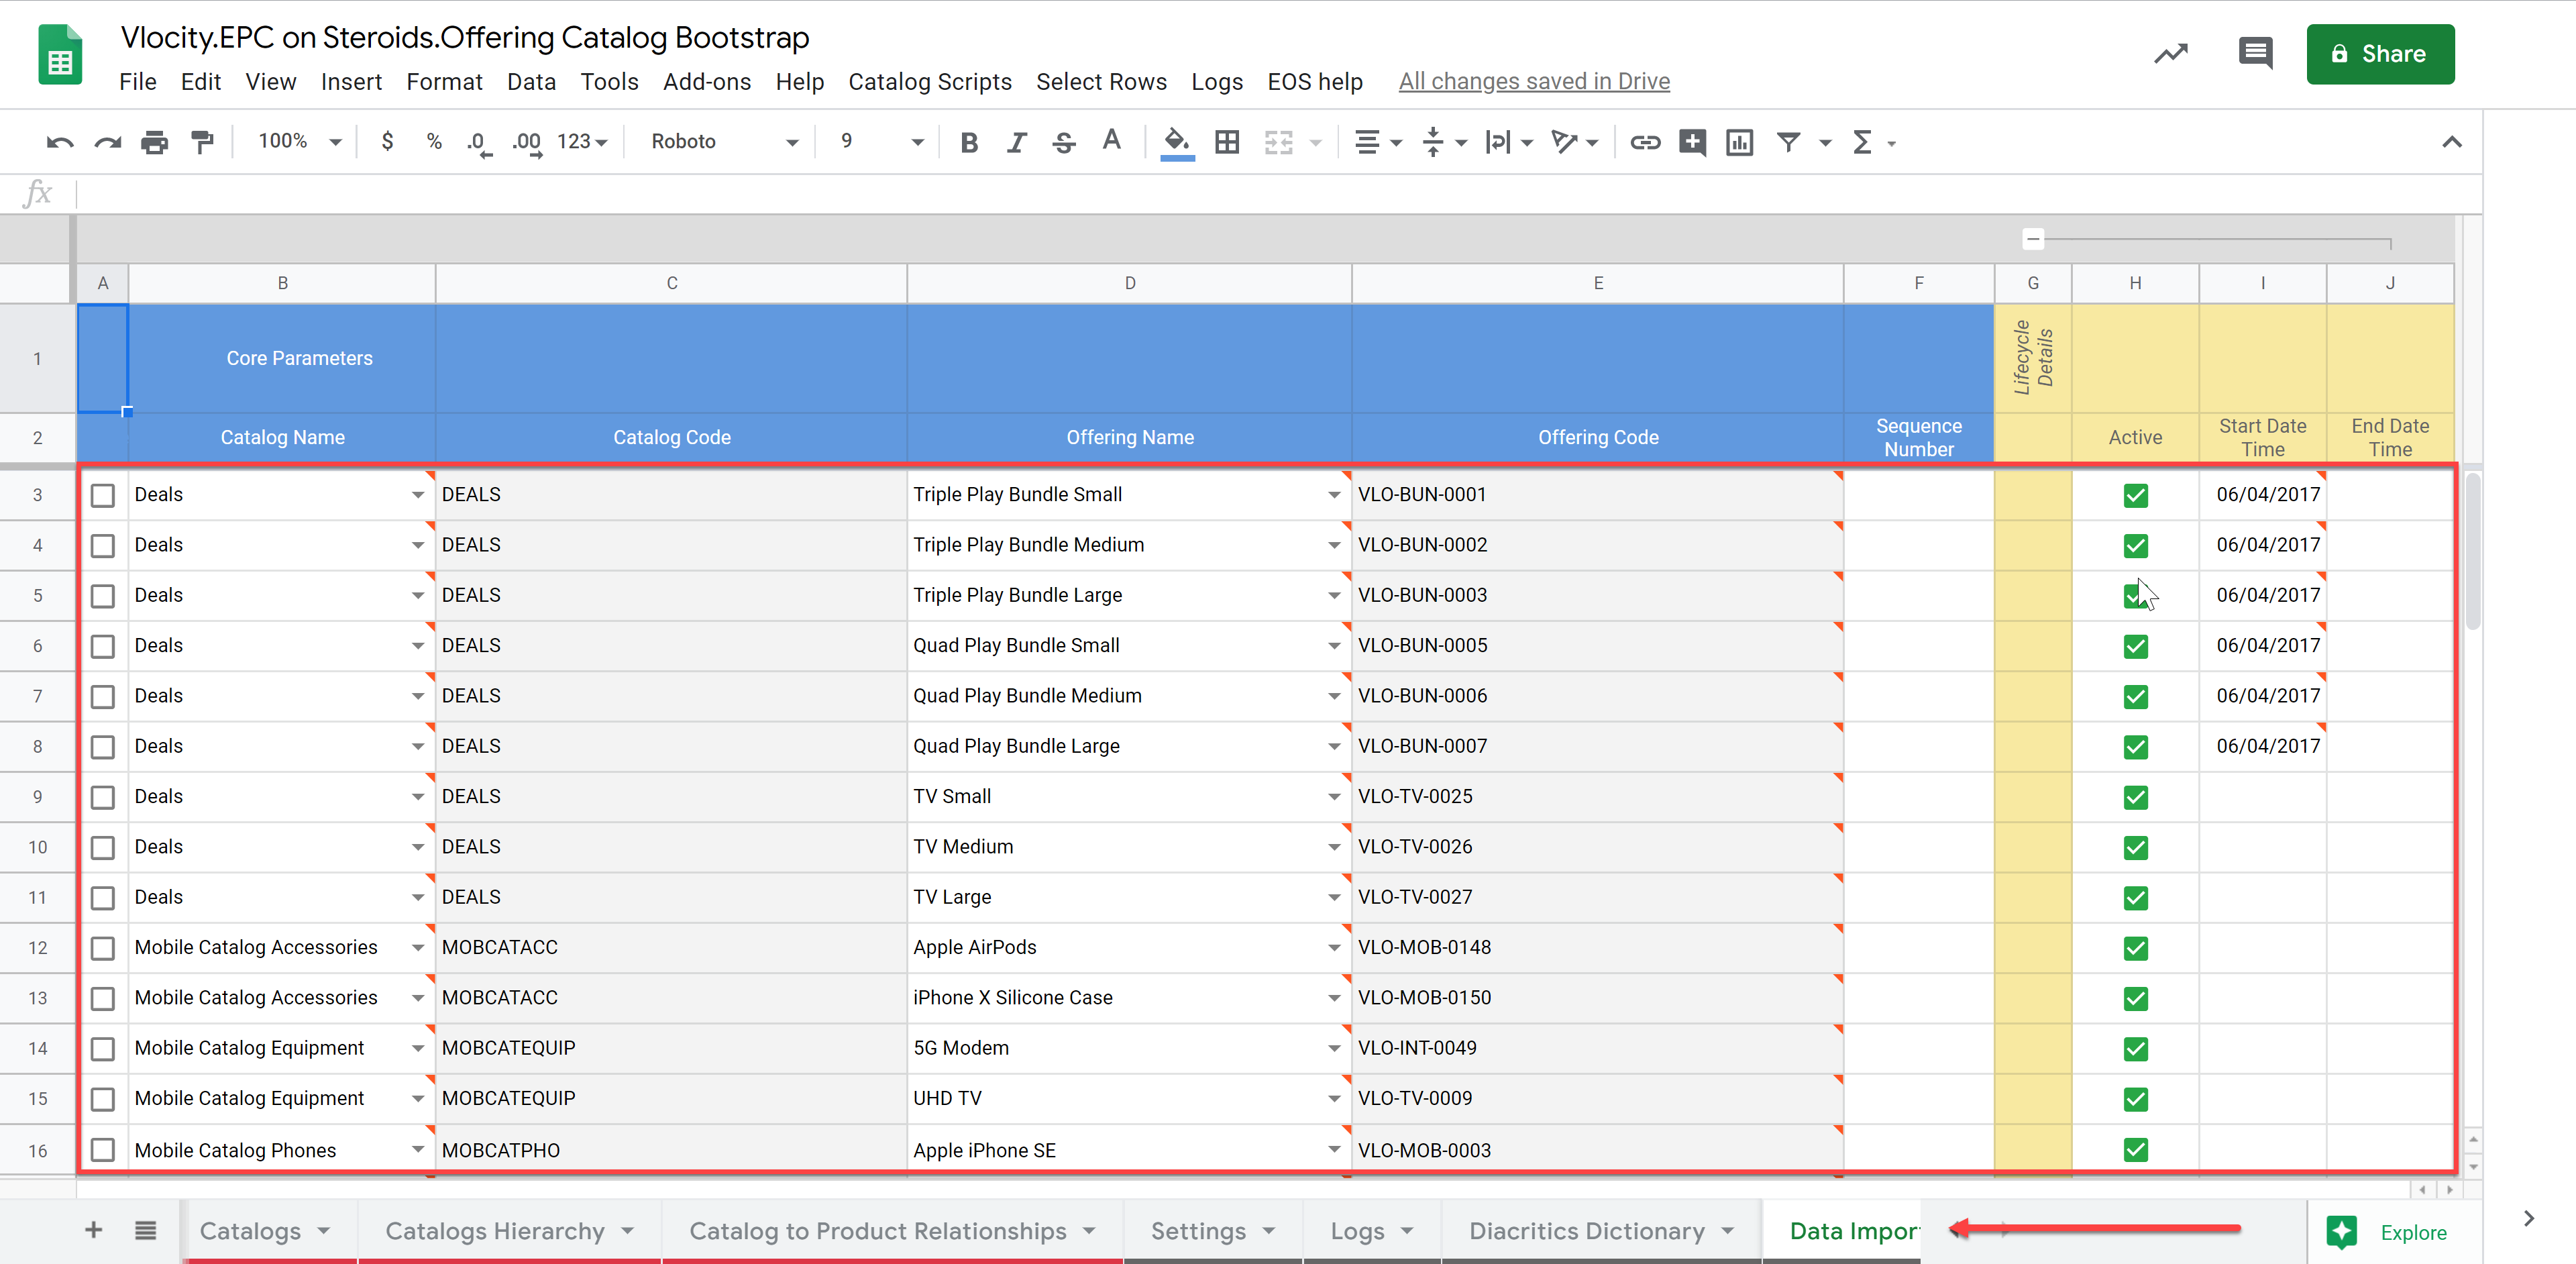 Vlocity.EPC on Steroids.Offering Catalog Bootstrap
File Edit View Insert Format Data Tools Add-ons Help Catalog Scripts Select Rows Logs EOS help All changes saved in Drive
Share
100% $ % .0 .00 123 Roboto 9 B I S A Σ
fx
A B C D E F G H I J
1 Core Parameters Lifecycle Details
2 Catalog Name Catalog Code Offering Name Offering Code Sequence Number Active Start Date Time End Date Time
3 Deals DEALS Triple Play Bundle Small VLO-BUN-0001 06/04/2017
4 Deals DEALS Triple Play Bundle Medium VLO-BUN-0002 06/04/2017
5 Deals DEALS Triple Play Bundle Large VLO-BUN-0003 06/04/2017
6 Deals DEALS Quad Play Bundle Small VLO-BUN-0005 06/04/2017
7 Deals DEALS Quad Play Bundle Medium VLO-BUN-0006 06/04/2017
8 Deals DEALS Quad Play Bundle Large VLO-BUN-0007 06/04/2017
9 Deals DEALS TV Small VLO-TV-0025
10 Deals DEALS TV Medium VLO-TV-0026
11 Deals DEALS TV Large VLO-TV-0027
12 Mobile Catalog Accessories MOBCATACC Apple AirPods VLO-MOB-0148
13 Mobile Catalog Accessories MOBCATACC iPhone X Silicone Case VLO-MOB-0150
14 Mobile Catalog Equipment MOBCATEQUIP 5G Modem VLO-INT-0049
15 Mobile Catalog Equipment MOBCATEQUIP UHD TV VLO-TV-0009
16 Mobile Catalog Phones MOBCATPHO Apple iPhone SE VLO-MOB-0003
Catalogs Catalogs Hierarchy Catalog to Product Relationships Settings Logs Diacritics Dictionary Data Impor Explore